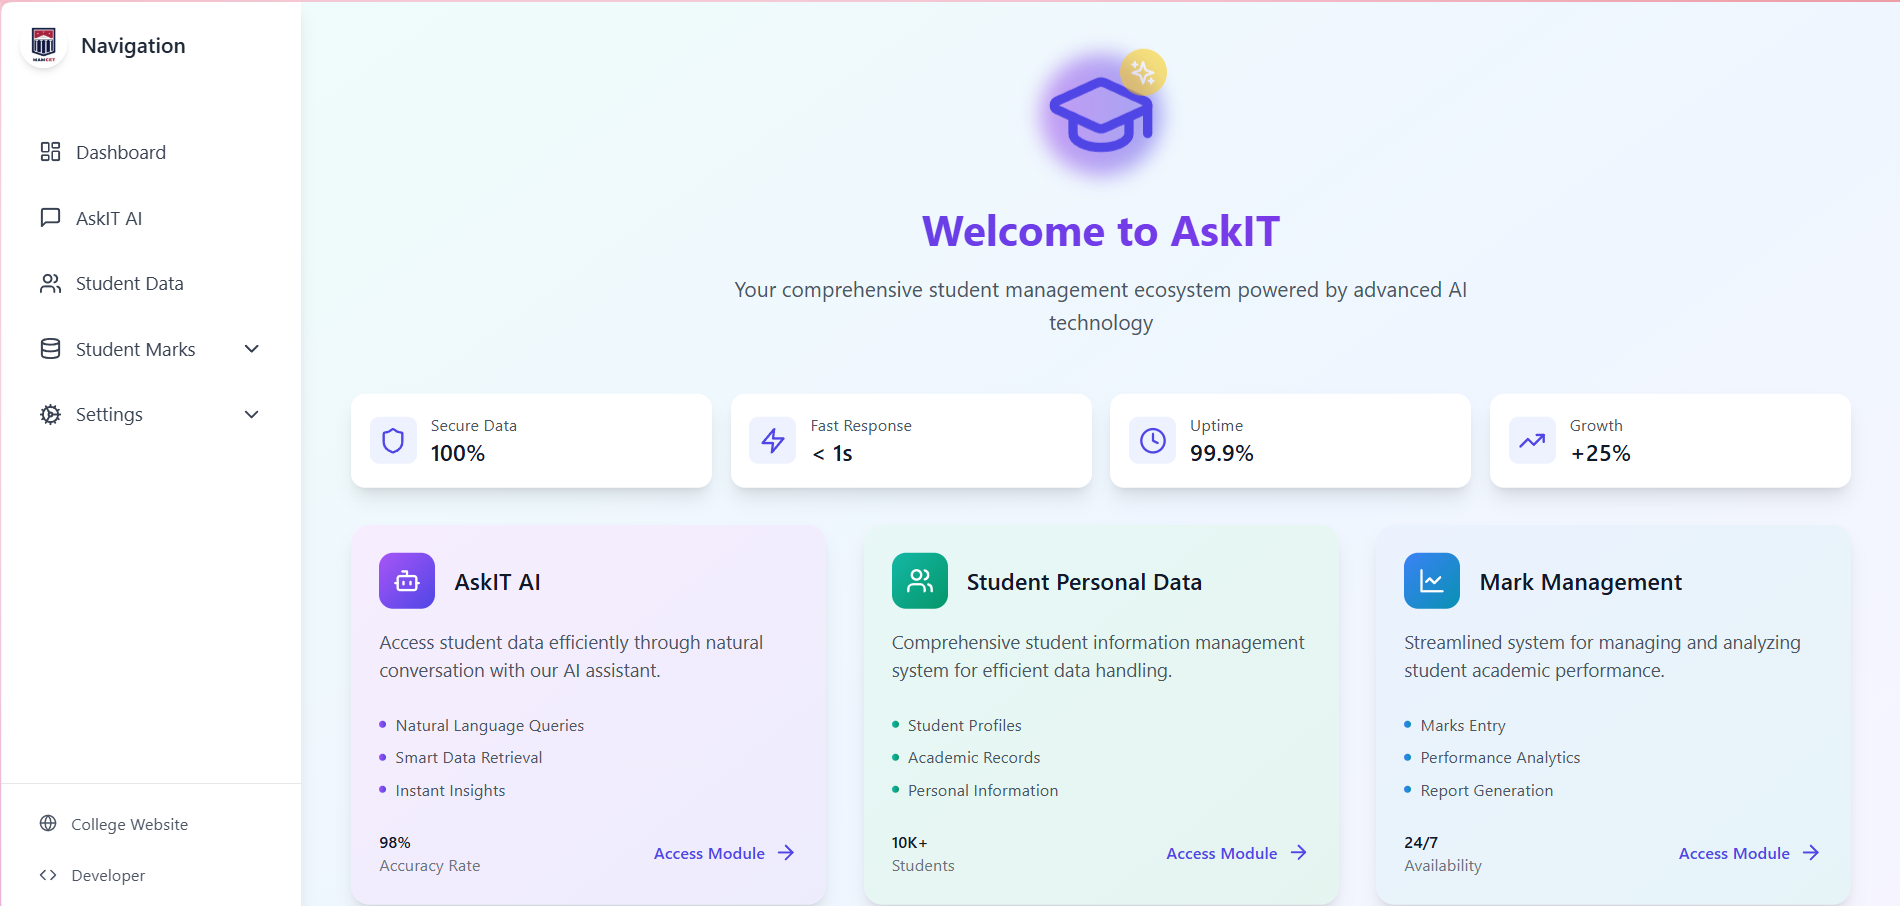 MAMCET
Navigation
Dashboard
AskIT AI
Student Data
Student Marks
Settings
College Website
Developer
Welcome to AskIT
Your comprehensive student management ecosystem powered by advanced AI
technology
Secure Data
100%
Fast Response
< 1s
Uptime
99.9%
Growth
+25%
AskIT AI
Access student data efficiently through natural
conversation with our AI assistant.
Natural Language Queries
Smart Data Retrieval
Instant Insights
98%
Accuracy Rate
Access Module
Student Personal Data
Comprehensive student information management
system for efficient data handling.
Student Profiles
Academic Records
Personal Information
10K+
Students
Access Module
Mark Management
Streamlined system for managing and analyzing
student academic performance.
Marks Entry
Performance Analytics
Report Generation
24/7
Availability
Access Module